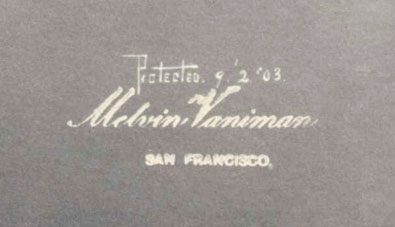 Protected. 9. '2 '03.
Melvin Vaniman
SAN FRANCISCO.